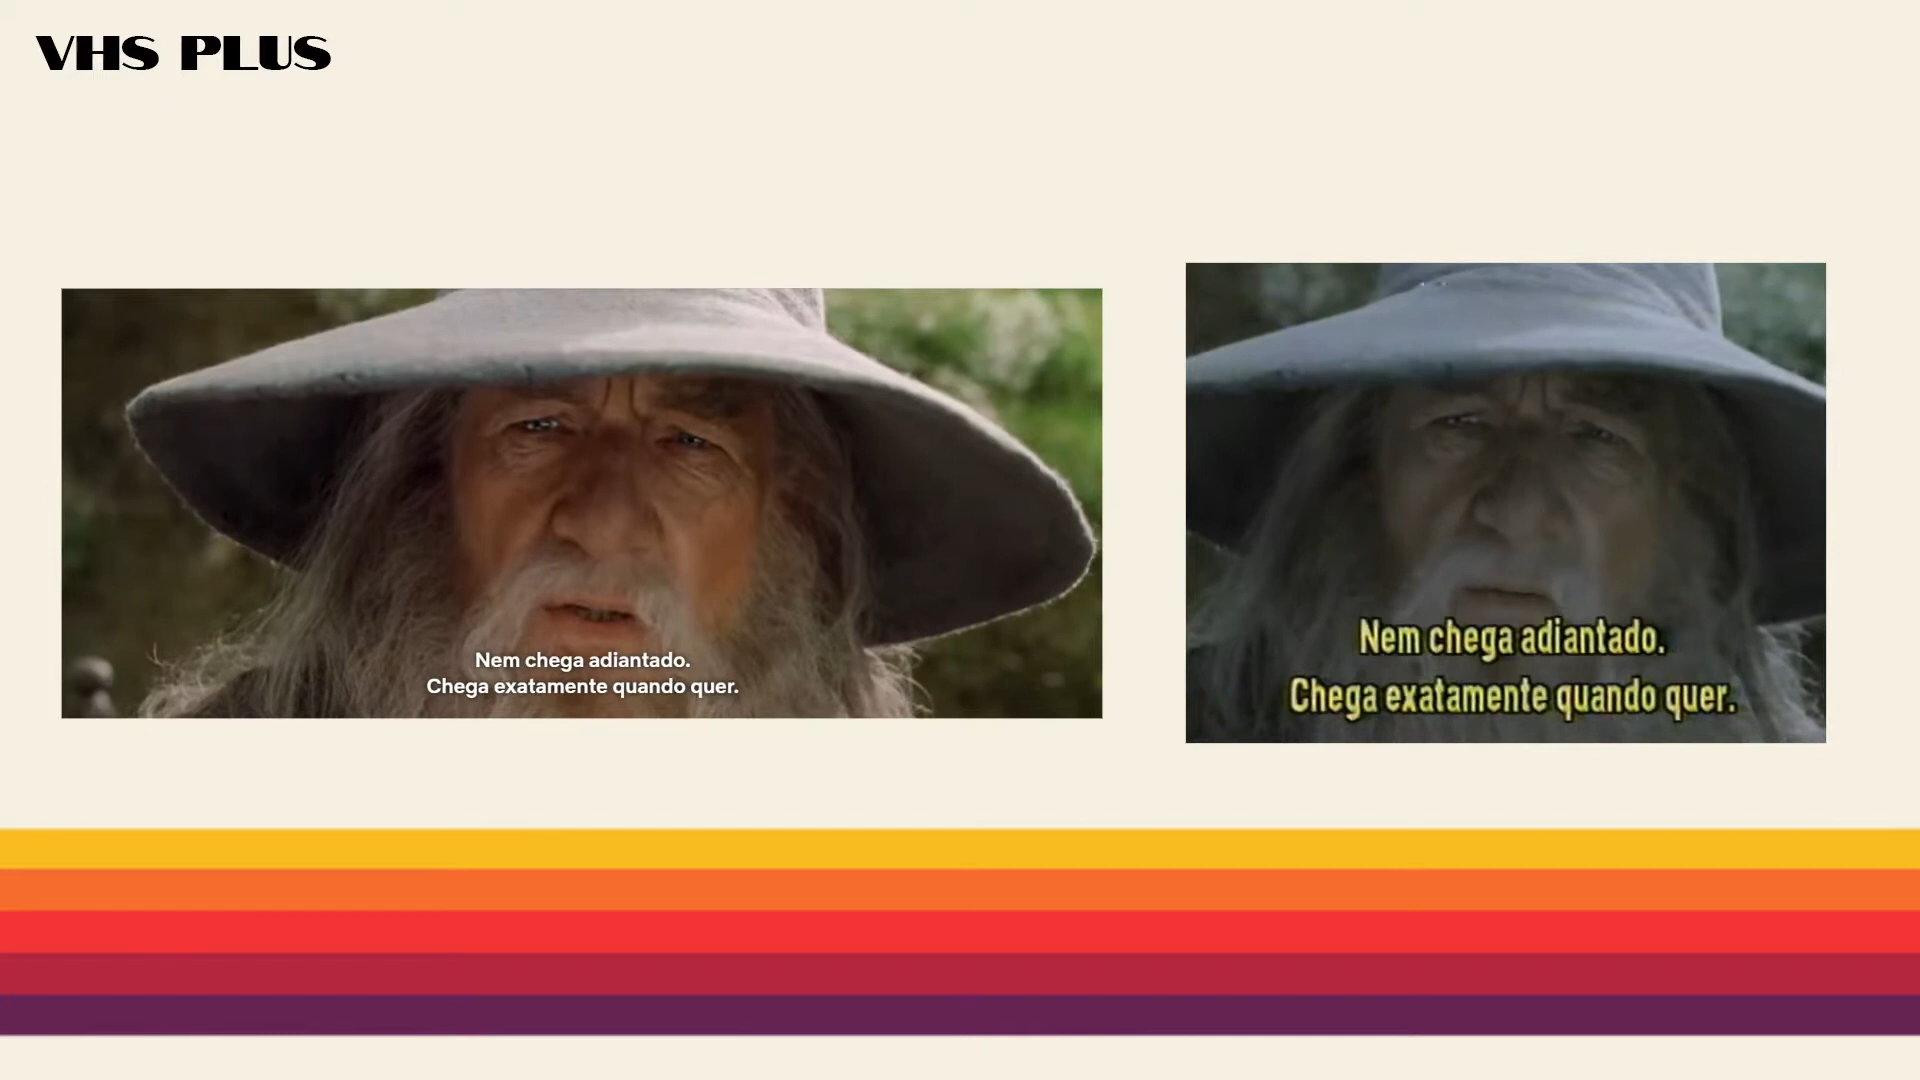 VHS PLUS
Nem chega adiantado.
Chega exatamente quando quer.
Nem chega adiantado.
Chega exatamente quando quer.